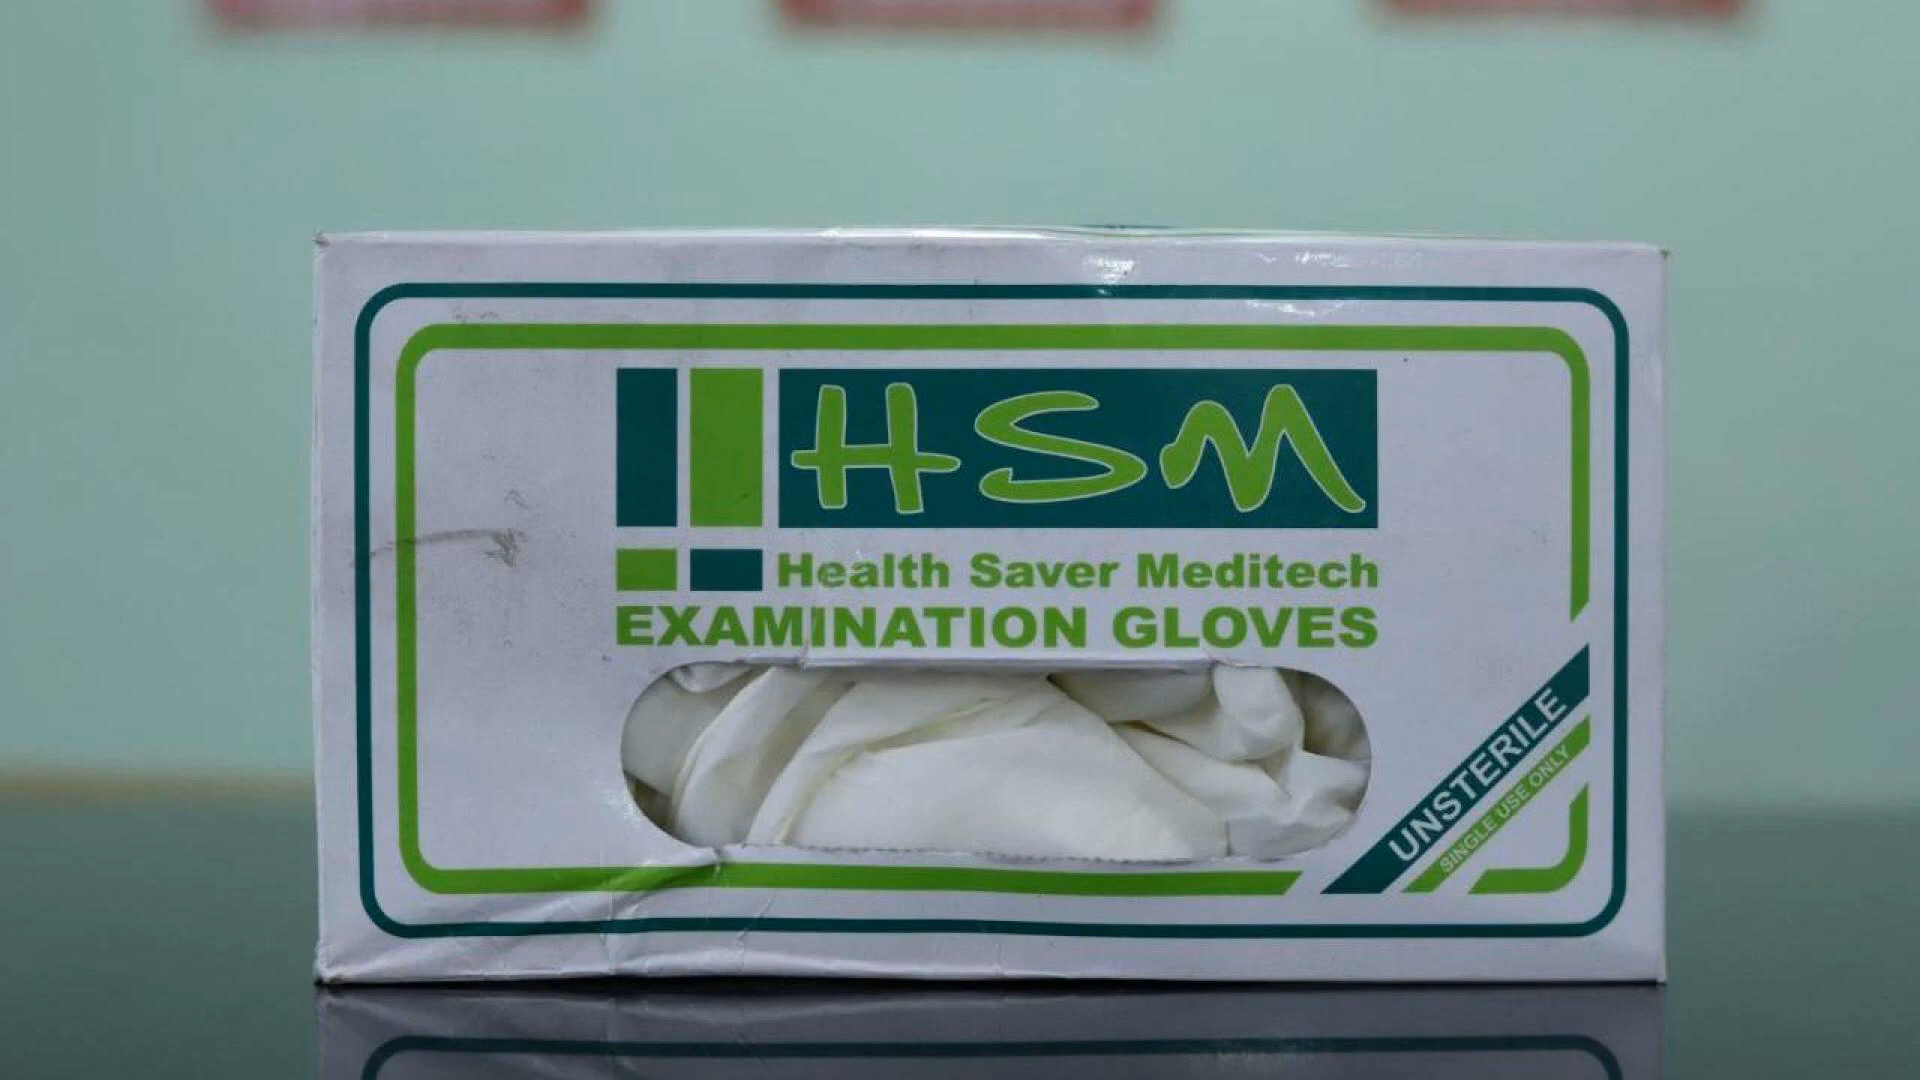 HSM
Health Saver Meditech
EXAMINATION GLOVES
UNSTERILE
SINGLE USE ONLY